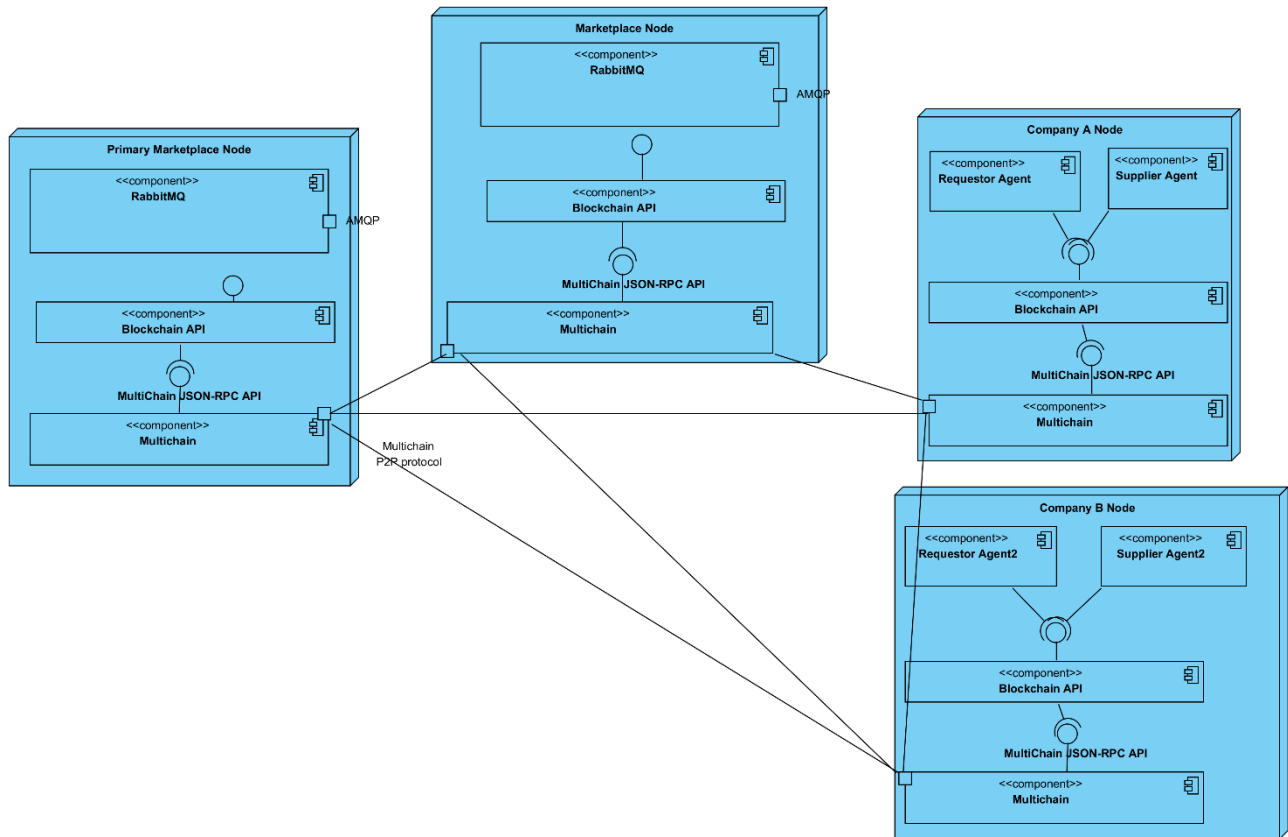 Marketplace Node
<<component>>
RabbitMQ
AMQP
<<component>>
Blockchain API
MultiChain JSON-RPC API
<<component>>
Multichain
Primary Marketplace Node
<<component>>
RabbitMQ
AMQP
<<component>>
Blockchain API
MultiChain JSON-RPC API
<<component>>
Multichain
Multichain
P2P protocol
Company A Node
<<component>>
Requestor Agent
<<component>>
Supplier Agent
<<component>>
Blockchain API
MultiChain JSON-RPC API
<<component>>
Multichain
Company B Node
<<component>>
Requestor Agent2
<<component>>
Supplier Agent2
<<component>>
Blockchain API
MultiChain JSON-RPC API
<<component>>
Multichain